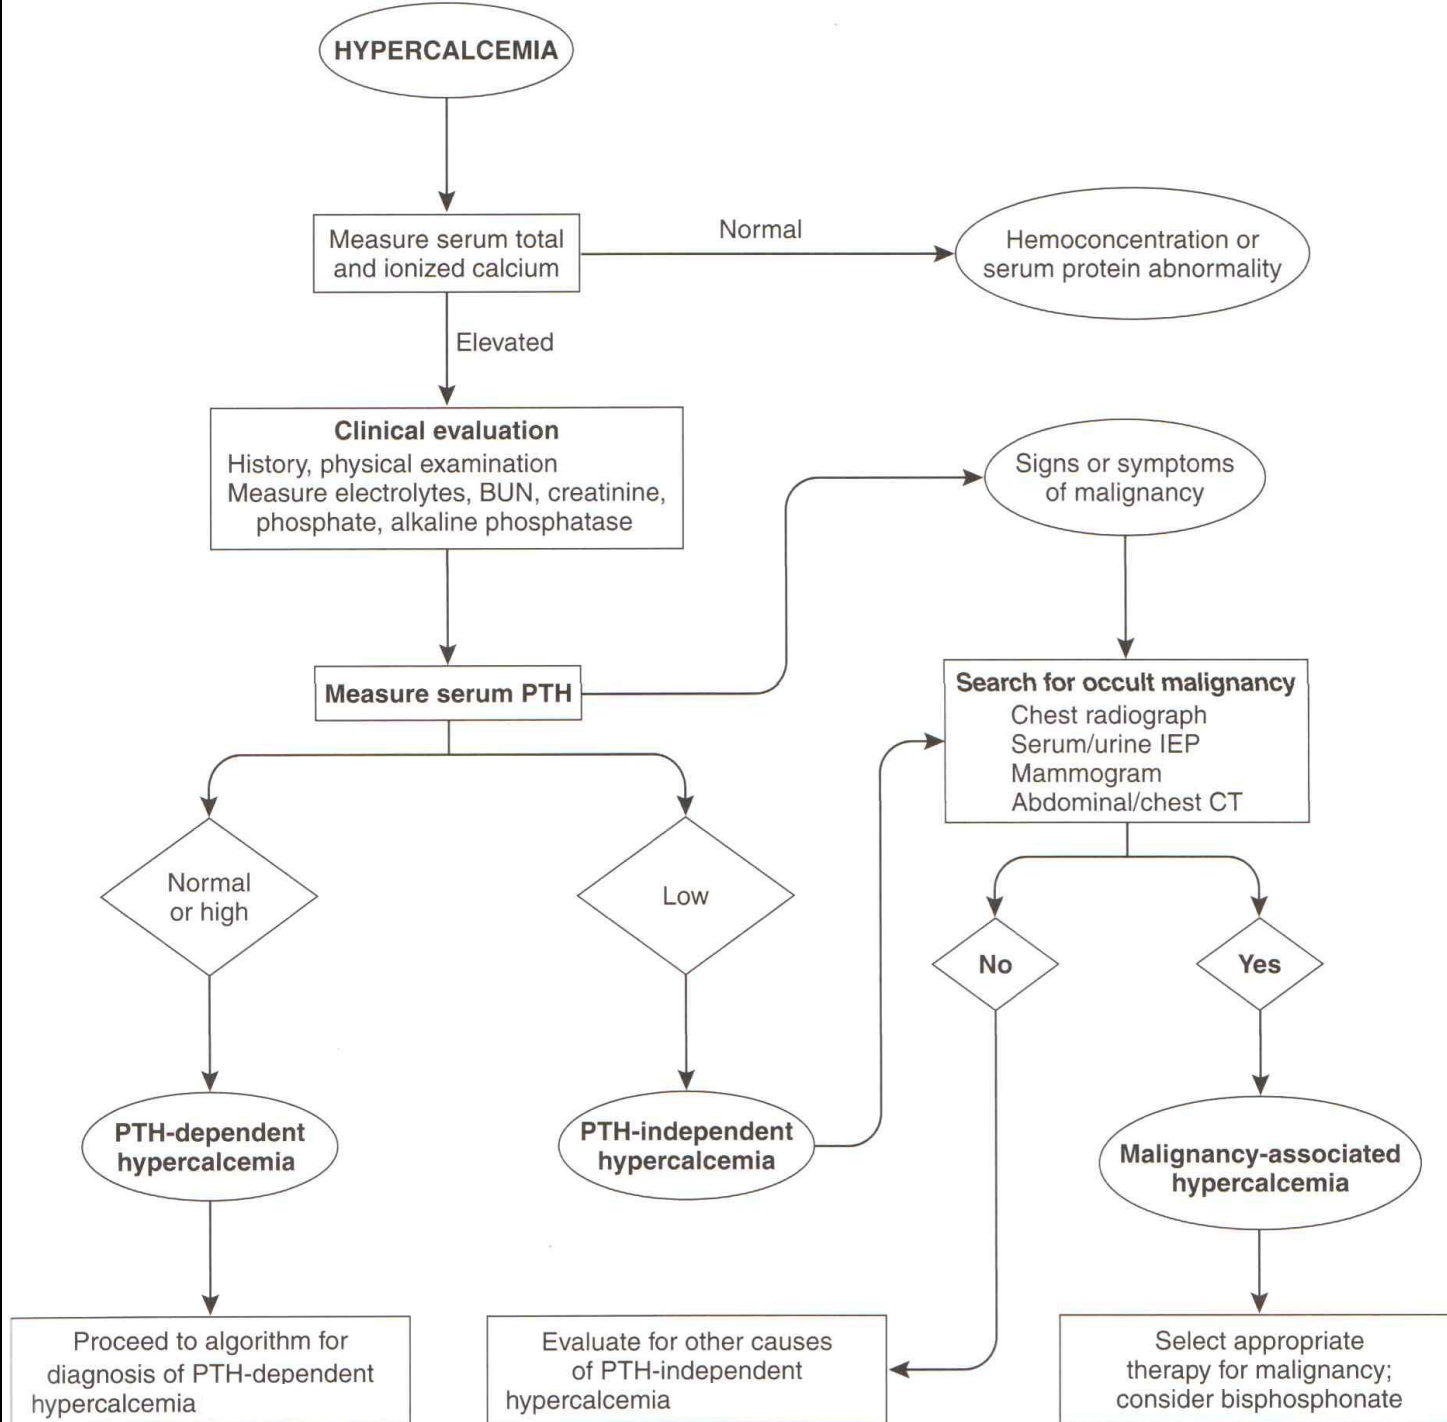 HYPERCALCEMIA
Measure serum total
and ionized calcium
Normal
Hemoconcentration or
serum protein abnormality
Elevated
Clinical evaluation
History, physical examination
Measure electrolytes, BUN, creatinine,
phosphate, alkaline phosphatase
Signs or symptoms
of malignancy
Measure serum PTH
Search for occult malignancy
Chest radiograph
Serum/urine IEP
Mammogram
Abdominal/chest CT
Normal
or high
Low
No
Yes
PTH-dependent
hypercalcemia
PTH-independent
hypercalcemia
Malignancy-associated
hypercalcemia
Proceed to algorithm for
diagnosis of PTH-dependent
hypercalcemia
Evaluate for other causes
of PTH-independent
hypercalcemia
Select appropriate
therapy for malignancy;
consider bisphosphonate